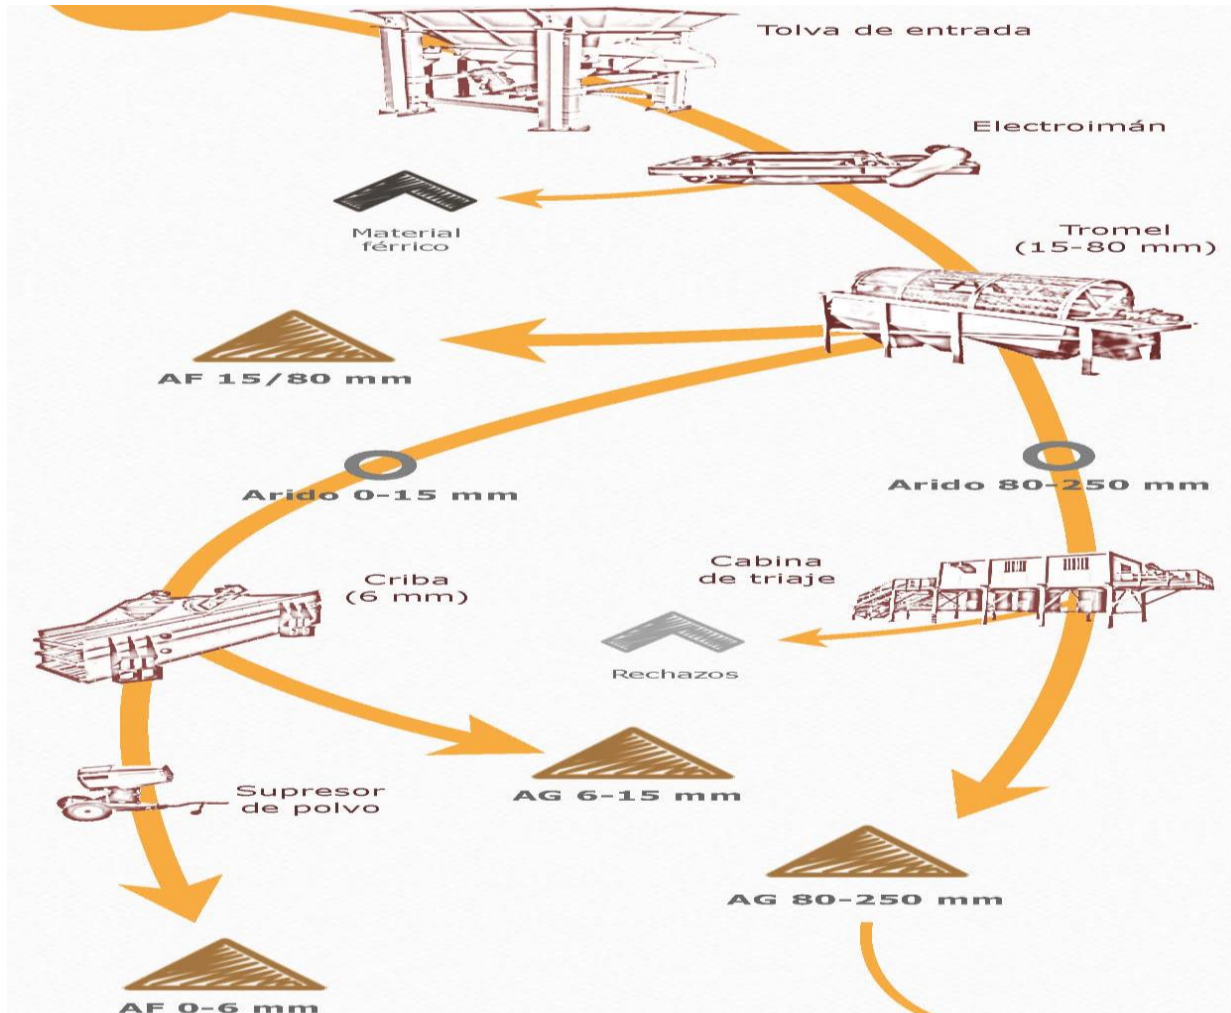 Tolva de entrada
Electroimán
Material
férrico
Tromel
(15-80 mm)
AF 15/80 mm
Arido 0-15 mm
Arido 80-250 mm
Cabina
de triaje
Criba
(6 mm)
Rechazos
AG 6-15 mm
Supresor
de polvo
AG 80-250 mm
AF 0-6 mm